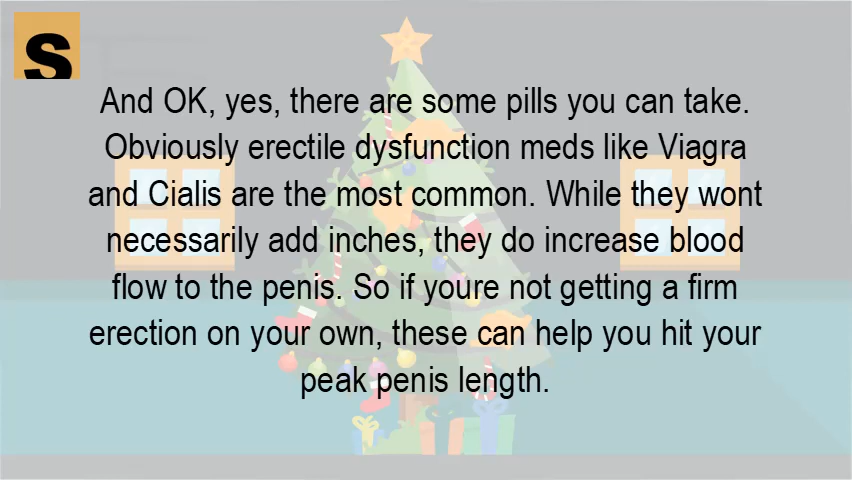 S
And OK, yes, there are some pills you can take.
Obviously erectile dysfunction meds like Viagra
and Cialis are the most common. While they wont
necessarily add inches, they do increase blood
flow to the penis. So if youre not getting a firm
erection on your own, these can help you hit your
peak penis length.